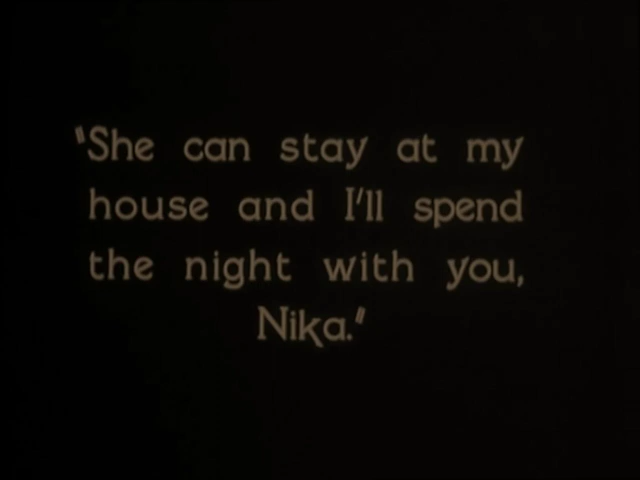 "She can stay at my
house and I'll spend
the night with you,
Nika."